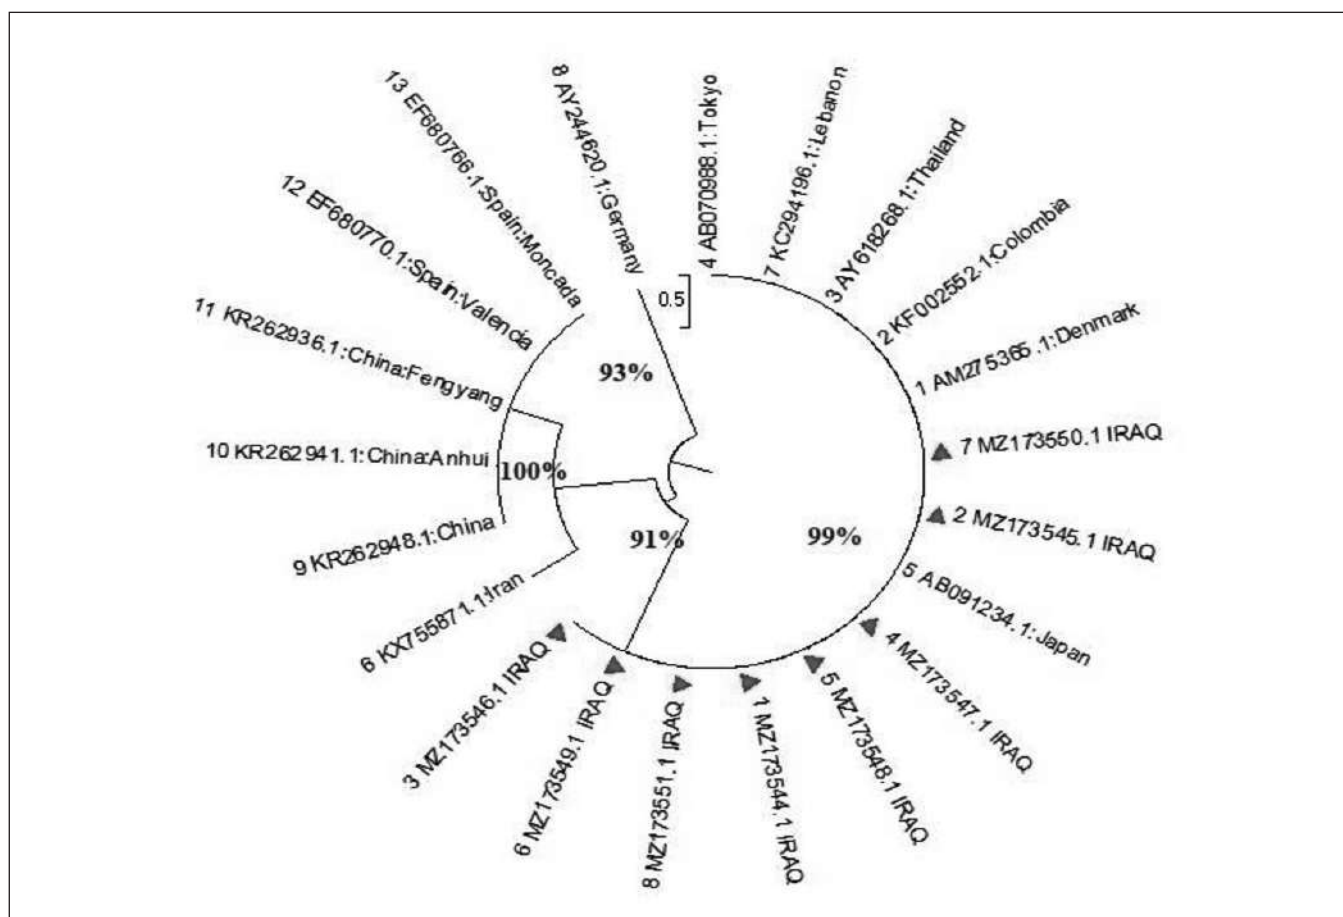 4 AB070988.1:Tokyo
7 KC294196.1:Lebanon
3 AY618268.1:Thailand
2 KF002552.1:Colombia
1 AM275365.1:Denmark
7 MZ173550.1 IRAQ
2 MZ173545.1 IRAQ
5 AB091234.1:Japan
4 MZ173547.1 IRAQ
5 MZ173548.1 IRAQ
1 MZ173544.1 IRAQ
8 MZ173551.1 IRAQ
6 MZ173549.1 IRAQ
3 MZ173546.1 IRAQ
6 KX755871.1:Iran
9 KR262948.1:China
10 KR262941.1:China:Anhui
11 KR262936.1:China:Fengyang
12 EF680770.1:Spain:Valencia
13 EF680766.1:Spain:Moncada
8 AY244620.1:Germany
0.5
93%
100%
91%
99%